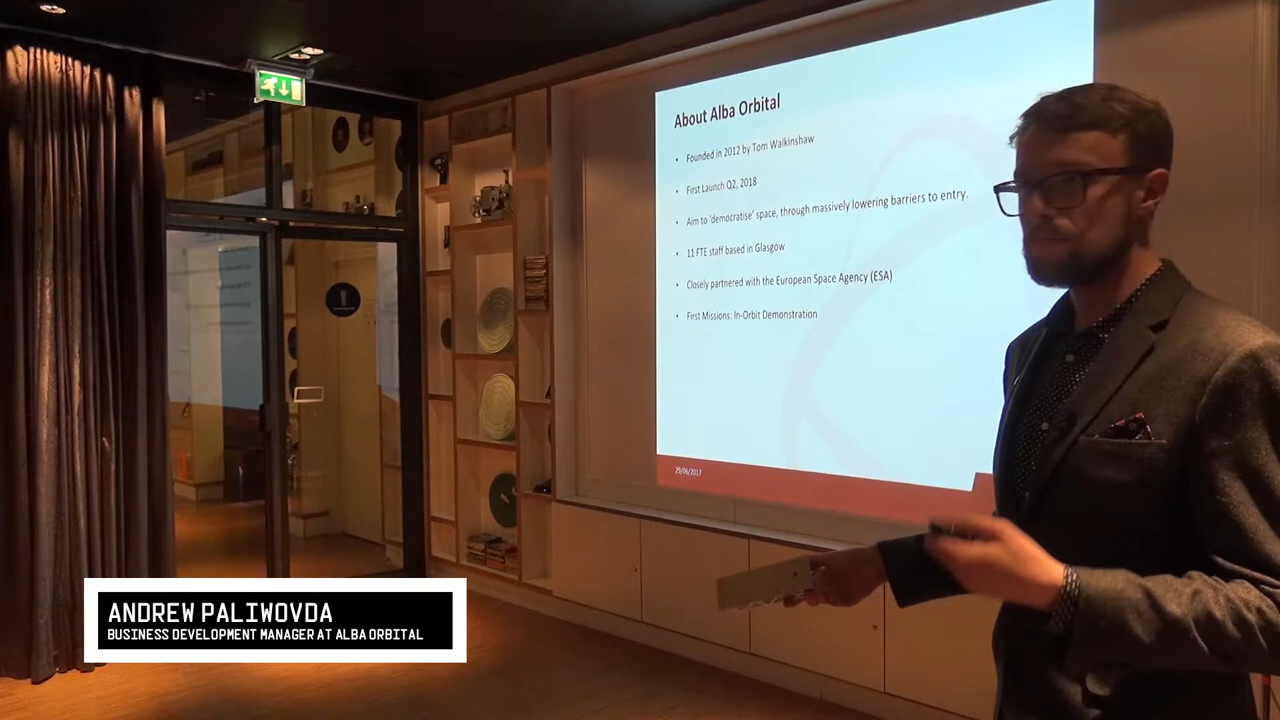 About Alba Orbital
• Founded in 2012 by Tom Walkinshaw
• First Launch Q2, 2018
• Aim to 'democratise' space, through massively lowering barriers to entry.
• 11 FTE staff based in Glasgow
• Closely partnered with the European Space Agency (ESA)
• First Missions: In-Orbit Demonstration
29/06/2017
ANDREW PALIWOVDA
BUSINESS DEVELOPMENT MANAGER AT ALBA ORBITAL